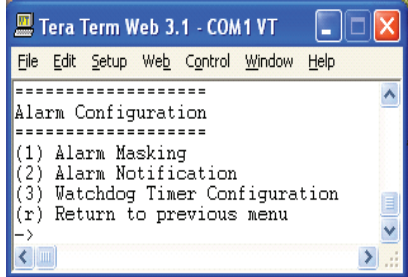 Tera Term Web 3.1 - COM1 VT
File Edit Setup Web Control Window Help
====================
Alarm Configuration
====================
(1) Alarm Masking
(2) Alarm Notification
(3) Watchdog Timer Configuration
(r) Return to previous menu
->